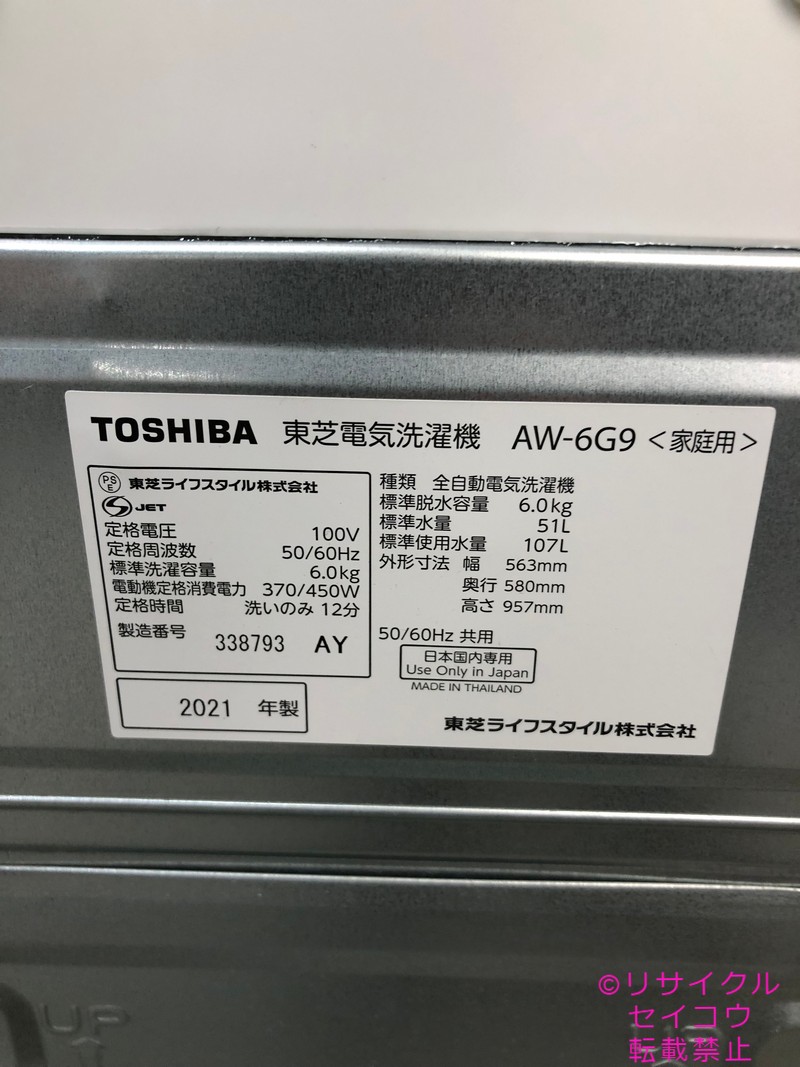 TOSHIBA 東芝電気洗濯機 AW-6G9 <家庭用>
PSE 東芝ライフスタイル株式会社
JET
定格電圧 100V
定格周波数 50/60Hz
標準洗濯容量 6.0kg
電動機定格消費電力 370/450W
定格時間 洗いのみ 12分
製造番号 338793 AY
2021 年製
種類 全自動電気洗濯機
標準脱水容量 6.0kg
標準水量 51L
標準使用水量 107L
外形寸法 幅 563mm
奥行 580mm
高さ 957mm
50/60Hz 共用
日本国内専用
Use Only in Japan
MADE IN THAILAND
東芝ライフスタイル株式会社
UP
©リサイクル
セイコウ
転載禁止